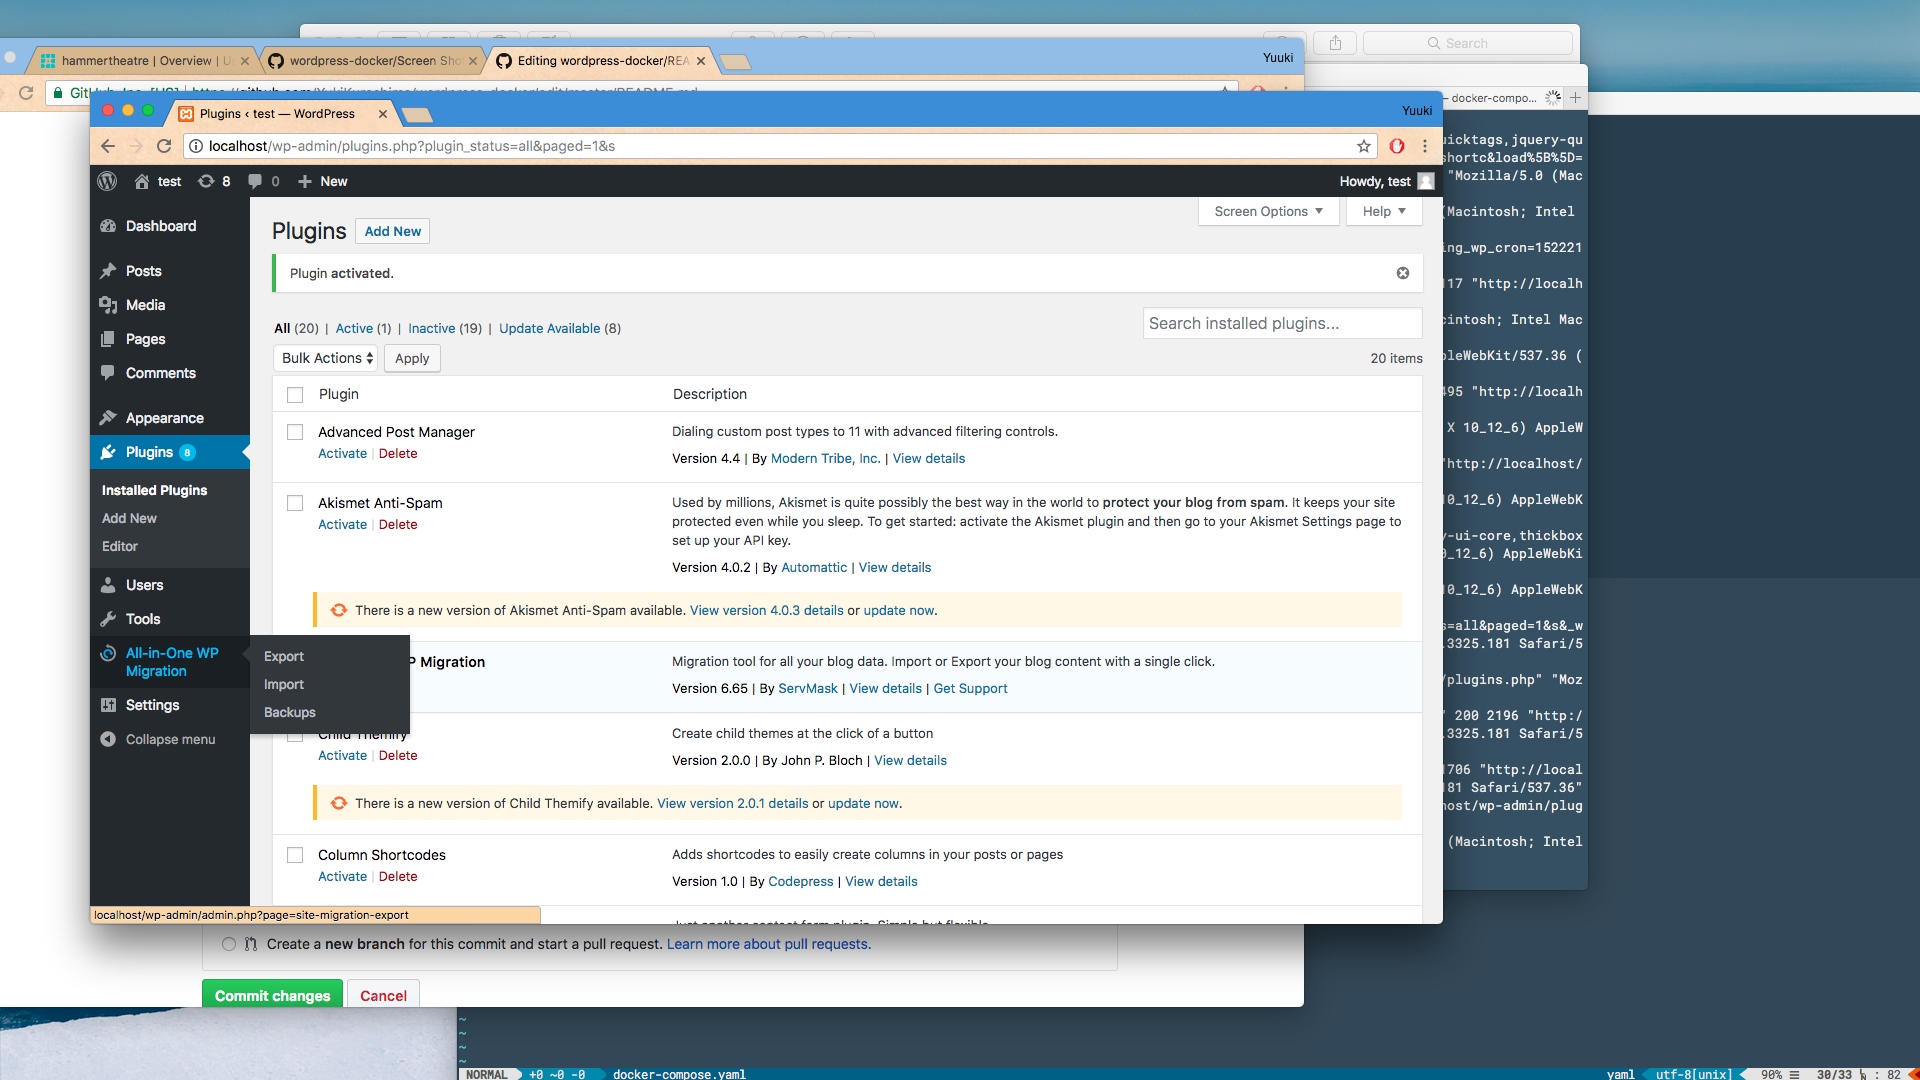 Search
Yuuki
hammertheatre | Overview | U
wordpress-docker/Screen Sho
Editing wordpress-docker/REA
docker-compo...
Yuuki
Plugins ‹ test — WordPress
localhost/wp-admin/plugins.php?plugin_status=all&paged=1&s
test
8
0
New
Howdy, test
Dashboard
Posts
Media
Pages
Comments
Appearance
Plugins 8
Installed Plugins
Add New
Editor
Users
Tools
All-in-One WP
Migration
Settings
Collapse menu
Export
Import
Backups
Screen Options
Help
Plugins
Add New
Plugin activated.
All (20) | Active (1) | Inactive (19) | Update Available (8)
Search installed plugins...
Bulk Actions
Apply
20 items
Plugin
Description
Advanced Post Manager
Activate | Delete
Dialing custom post types to 11 with advanced filtering controls.
Version 4.4 | By Modern Tribe, Inc. | View details
Akismet Anti-Spam
Activate | Delete
Used by millions, Akismet is quite possibly the best way in the world to protect your blog from spam. It keeps your site
protected even while you sleep. To get started: activate the Akismet plugin and then go to your Akismet Settings page to
set up your API key.
Version 4.0.2 | By Automattic | View details
There is a new version of Akismet Anti-Spam available. View version 4.0.3 details or update now.
P Migration
Migration tool for all your blog data. Import or Export your blog content with a single click.
Version 6.65 | By ServMask | View details | Get Support
Child Themify
Activate | Delete
Create child themes at the click of a button
Version 2.0.0 | By John P. Bloch | View details
There is a new version of Child Themify available. View version 2.0.1 details or update now.
Column Shortcodes
Activate | Delete
Adds shortcodes to easily create columns in your posts or pages
Version 1.0 | By Codepress | View details
Just another contact form plugin. Simple but flexible.
localhost/wp-admin/admin.php?page=site-migration-export
Create a new branch for this commit and start a pull request. Learn more about pull requests.
Commit changes
Cancel
uicktags,jquery-qu
shortc&load%5B%5D=
"Mozilla/5.0 (Mac
(Macintosh; Intel
ing_wp_cron=152221
117 "http://localh
cintosh; Intel Mac
pleWebKit/537.36 (
495 "http://localh
X 10_12_6) AppleW
"http://localhost/
10_12_6) AppleWebK
y-ui-core,thickbox
0_12_6) AppleWebKi
10_12_6) AppleWebK
s=all&paged=1&s&_w
.3325.181 Safari/5
/plugins.php" "Moz
" 200 2196 "http:/
.3325.181 Safari/5
1706 "http://local
181 Safari/537.36"
host/wp-admin/plug
(Macintosh; Intel
~
~
~
NORMAL +0 ~0 -0 docker-compose.yaml
yaml utf-8[unix] 90% 30/33 : 82